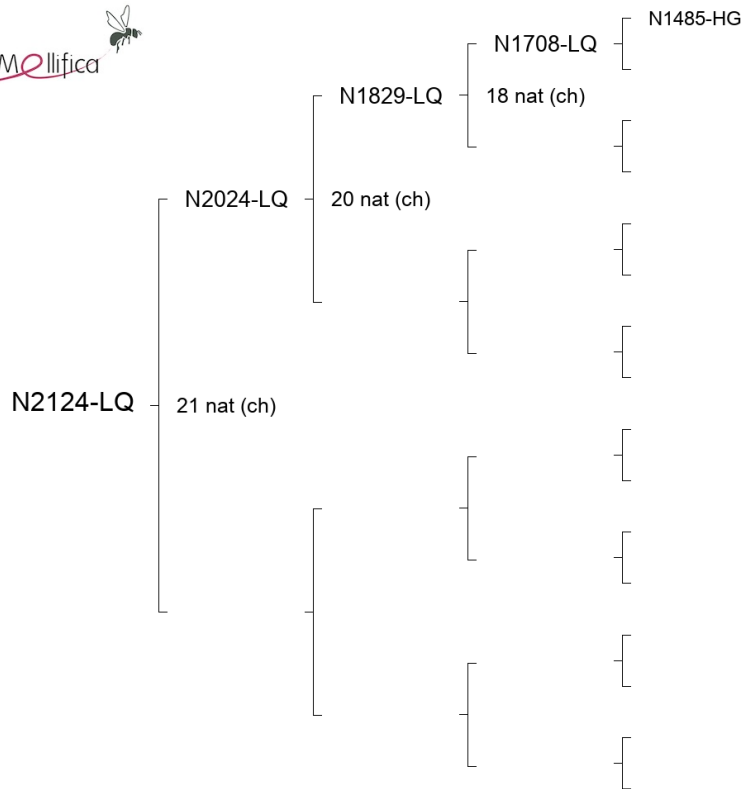 Mellifica
N1485-HG
N1708-LQ
N1829-LQ
18 nat (ch)
N2024-LQ
20 nat (ch)
N2124-LQ
21 nat (ch)